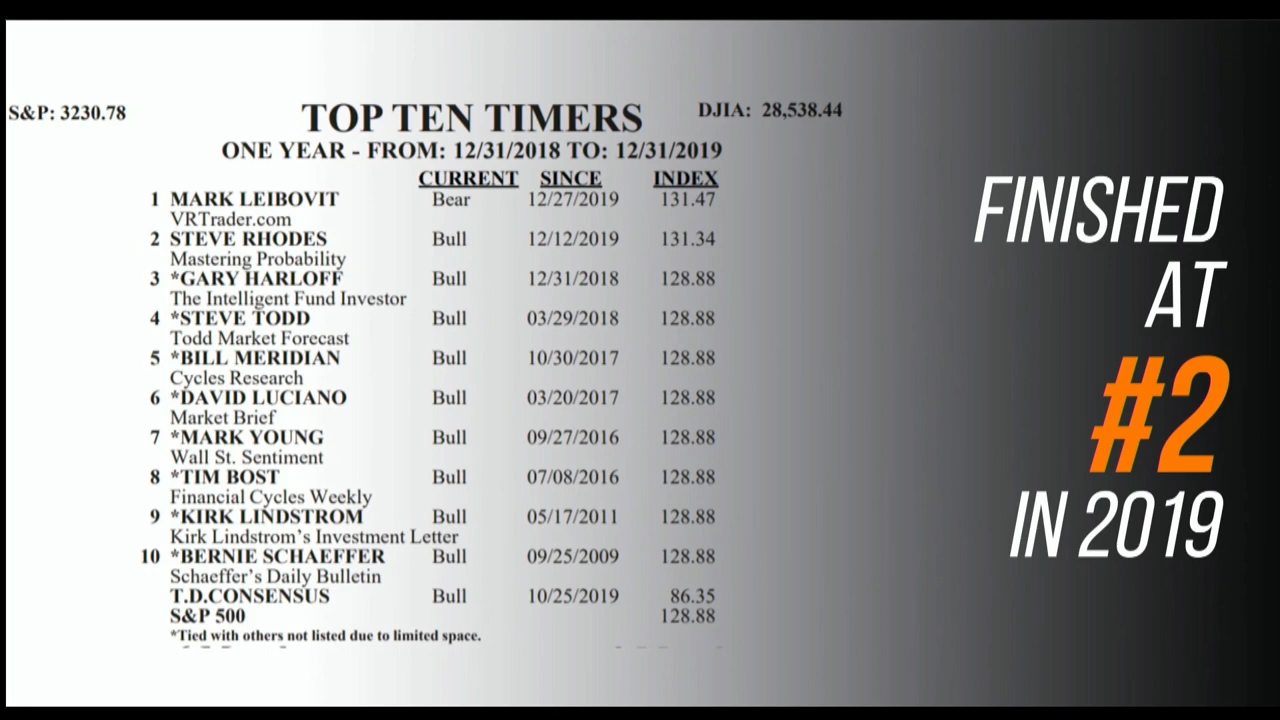 S&P: 3230.78 TOP TEN TIMERS DJIA: 28,538.44
ONE YEAR - FROM: 12/31/2018 TO: 12/31/2019
CURRENT SINCE INDEX
1 MARK LEIBOVIT Bear 12/27/2019 131.47
VRTrader.com
2 STEVE RHODES Bull 12/12/2019 131.34
Mastering Probability
3 *GARY HARLOFF Bull 12/31/2018 128.88
The Intelligent Fund Investor
4 *STEVE TODD Bull 03/29/2018 128.88
Todd Market Forecast
5 *BILL MERIDIAN Bull 10/30/2017 128.88
Cycles Research
6 *DAVID LUCIANO Bull 03/20/2017 128.88
Market Brief
7 *MARK YOUNG Bull 09/27/2016 128.88
Wall St. Sentiment
8 *TIM BOST Bull 07/08/2016 128.88
Financial Cycles Weekly
9 *KIRK LINDSTROM Bull 05/17/2011 128.88
Kirk Lindstrom's Investment Letter
10 *BERNIE SCHAEFFER Bull 09/25/2009 128.88
Schaeffer's Daily Bulletin
T.D.CONSENSUS Bull 10/25/2019 86.35
S&P 500 128.88
*Tied with others not listed due to limited space.
FINISHED
AT
#2
IN 2019